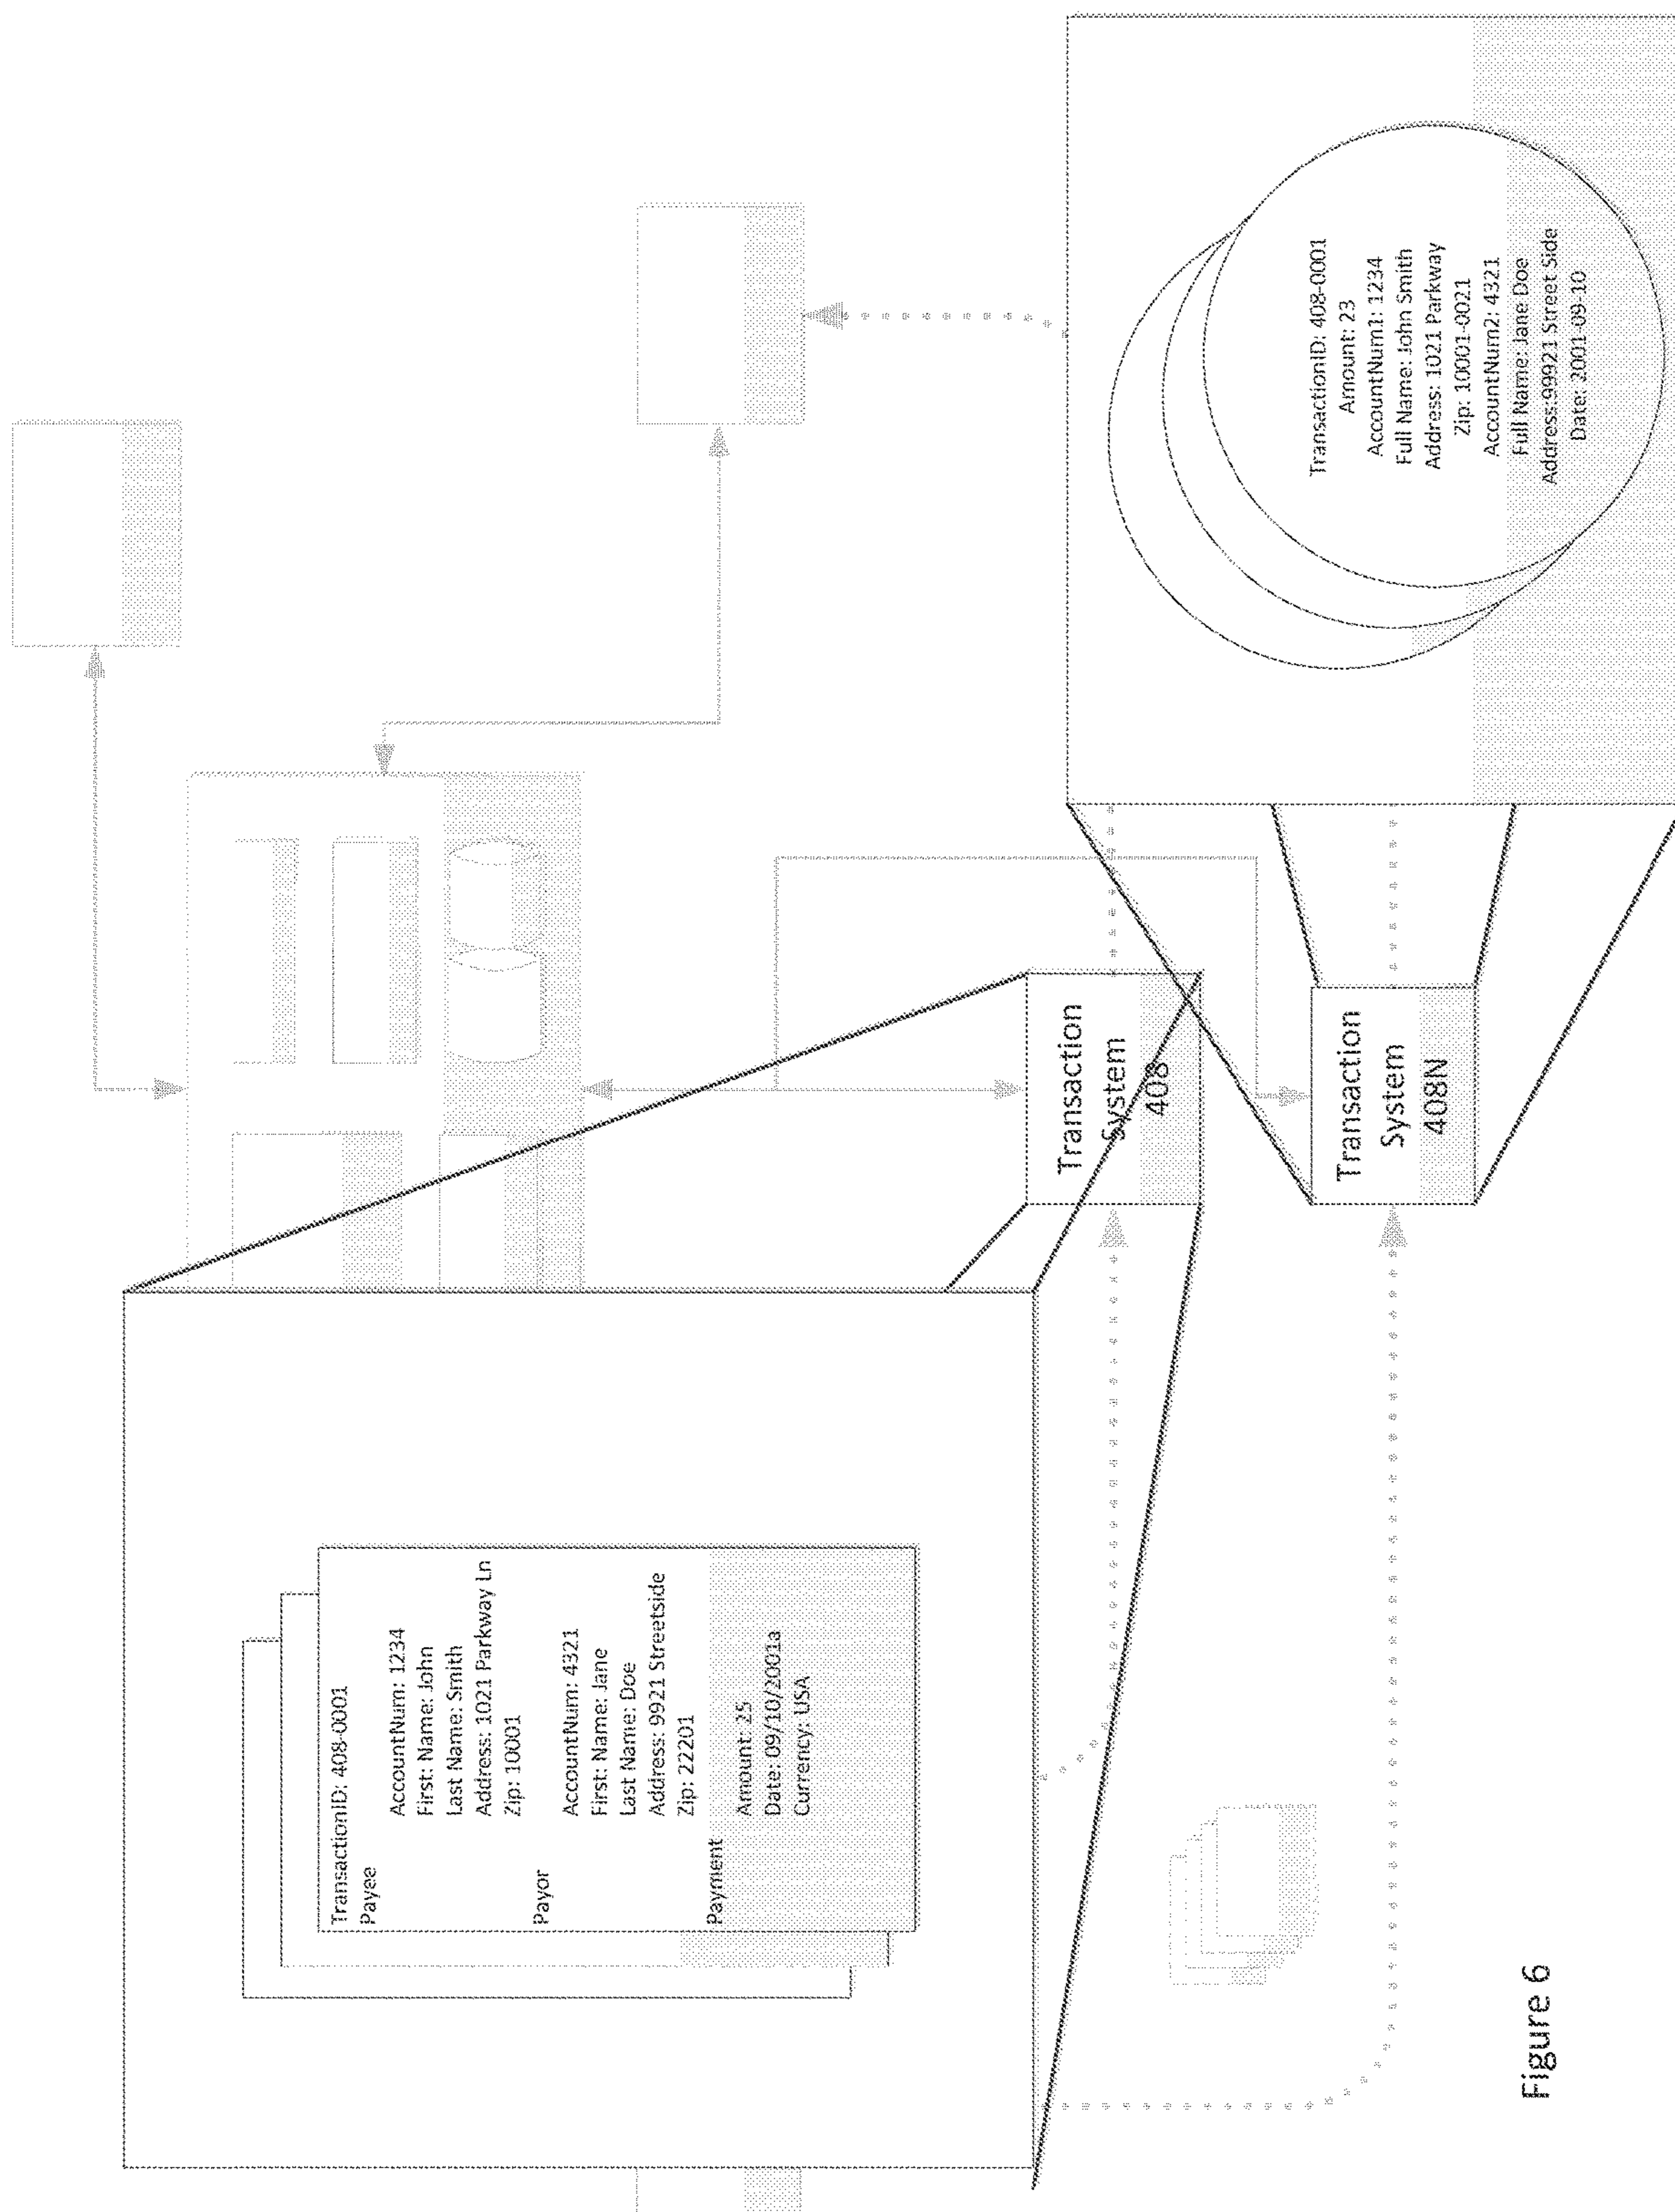 TransactionID: 408-0001
Payee
AccountNum: 1234
First: Name: John
Last Name: Smith
Address: 1021 Parkway Ln
Zip: 10001
Payor
AccountNum: 4321
First: Name: Jane
Last Name: Doe
Address: 9921 Streetside
Zip: 22201
Payment
Amount: 25
Date: 09/10/2001a
Currency: USA
Transaction
System
408
Transaction
System
408N
TransactionID: 408-0001
Amount: 23
AccountNum1: 1234
Full Name: John Smith
Address: 1021 Parkway
Zip: 10001-0021
AccountNum2: 4321
Full Name: Jane Doe
Address:99921 Street Side
Date: 2001-09-10
Figure 6